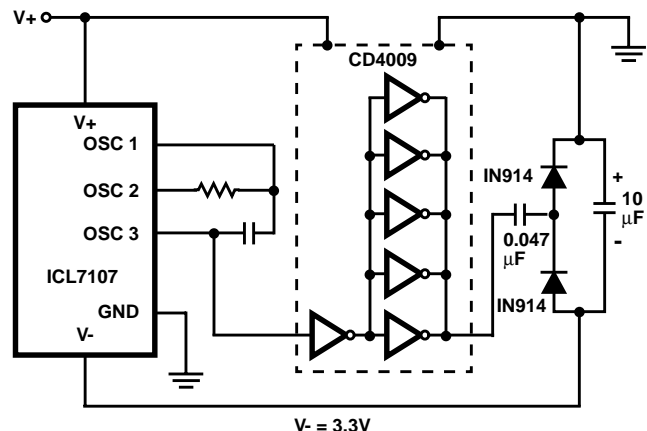 V+
CD4009
V+
OSC 1
OSC 2
OSC 3
ICL7107
GND
V-
IN914
+
10
µF
-
0.047
µF
IN914
V- = 3.3V